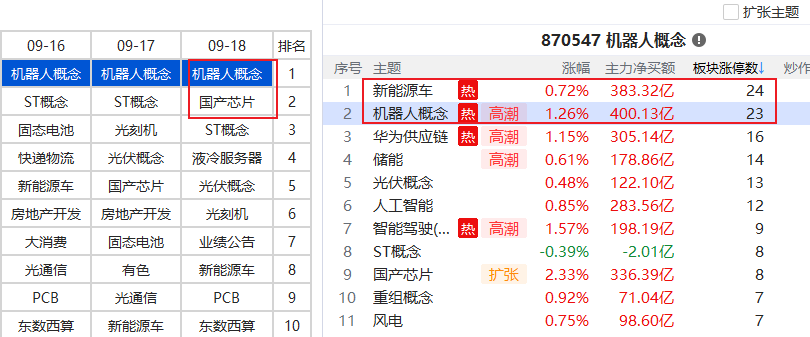 扩张主题
09-16 09-17 09-18 排名
机器人概念 机器人概念 机器人概念 1
ST概念 ST概念 国产芯片 2
固态电池 光刻机 ST概念 3
快递物流 光伏概念 液冷服务器 4
新能源车 国产芯片 光伏概念 5
房地产开发 房地产开发 光刻机 6
大消费 固态电池 业绩公告 7
光通信 有色 新能源车 8
PCB PCB PCB 9
东数西算 新能源车 东数西算 10
870547 机器人概念
序号 主题 涨幅 主力净买额 板块涨停数↓ 炒作
1 新能源车 热 0.72% 383.32亿 24
2 机器人概念 热 高潮 1.26% 400.13亿 23
3 华为供应链 热 高潮 1.15% 305.14亿 16
4 储能 高潮 0.61% 178.86亿 14
5 光伏概念 0.48% 122.10亿 13
6 人工智能 0.85% 283.56亿 12
7 智能驾驶(... 热 高潮 1.57% 198.19亿 9
8 ST概念 -0.39% -2.01亿 8
9 国产芯片 扩张 2.33% 336.39亿 8
10 重组概念 0.92% 71.04亿 7
11 风电 0.75% 98.60亿 7